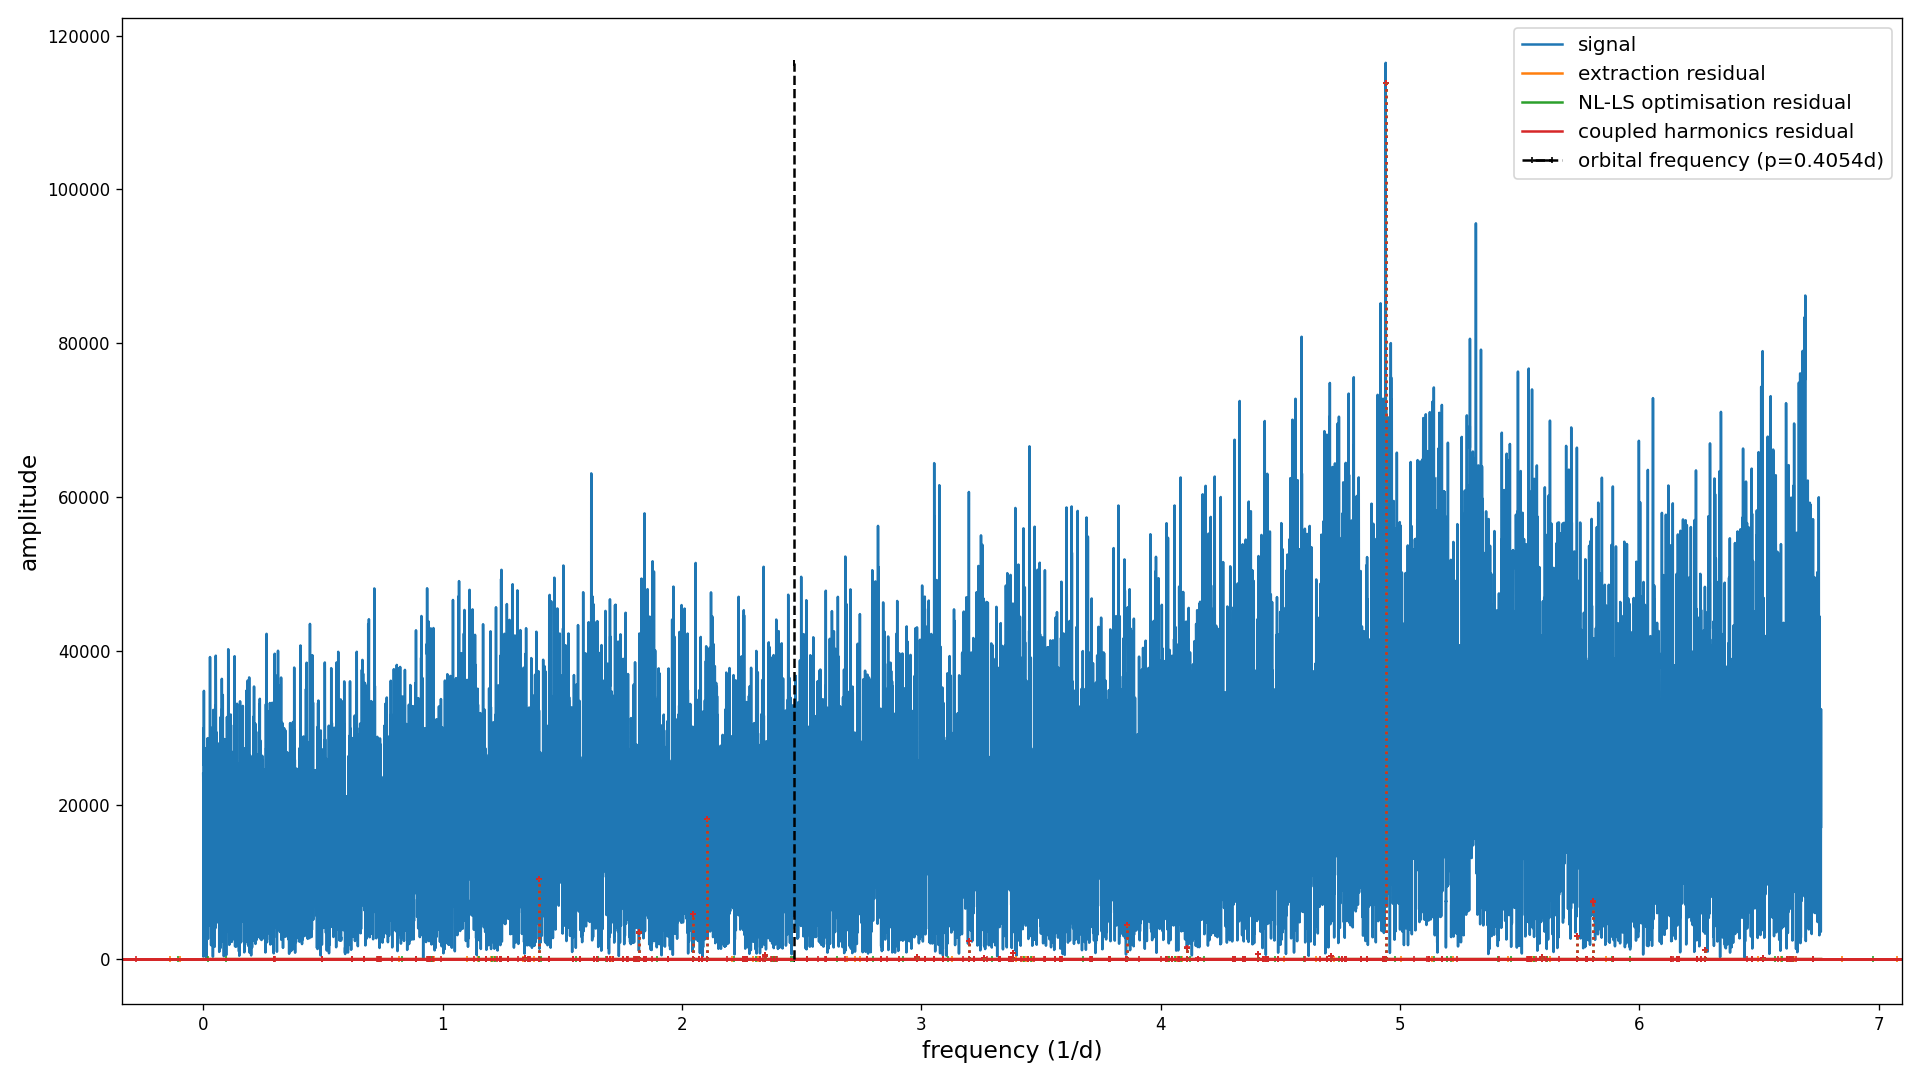 120000
100000
80000
60000
40000
20000
0
amplitude
0 1 2 3 4 5 6 7
frequency (1/d)
signal
extraction residual
NL-LS optimisation residual
coupled harmonics residual
orbital frequency (p=0.4054d)